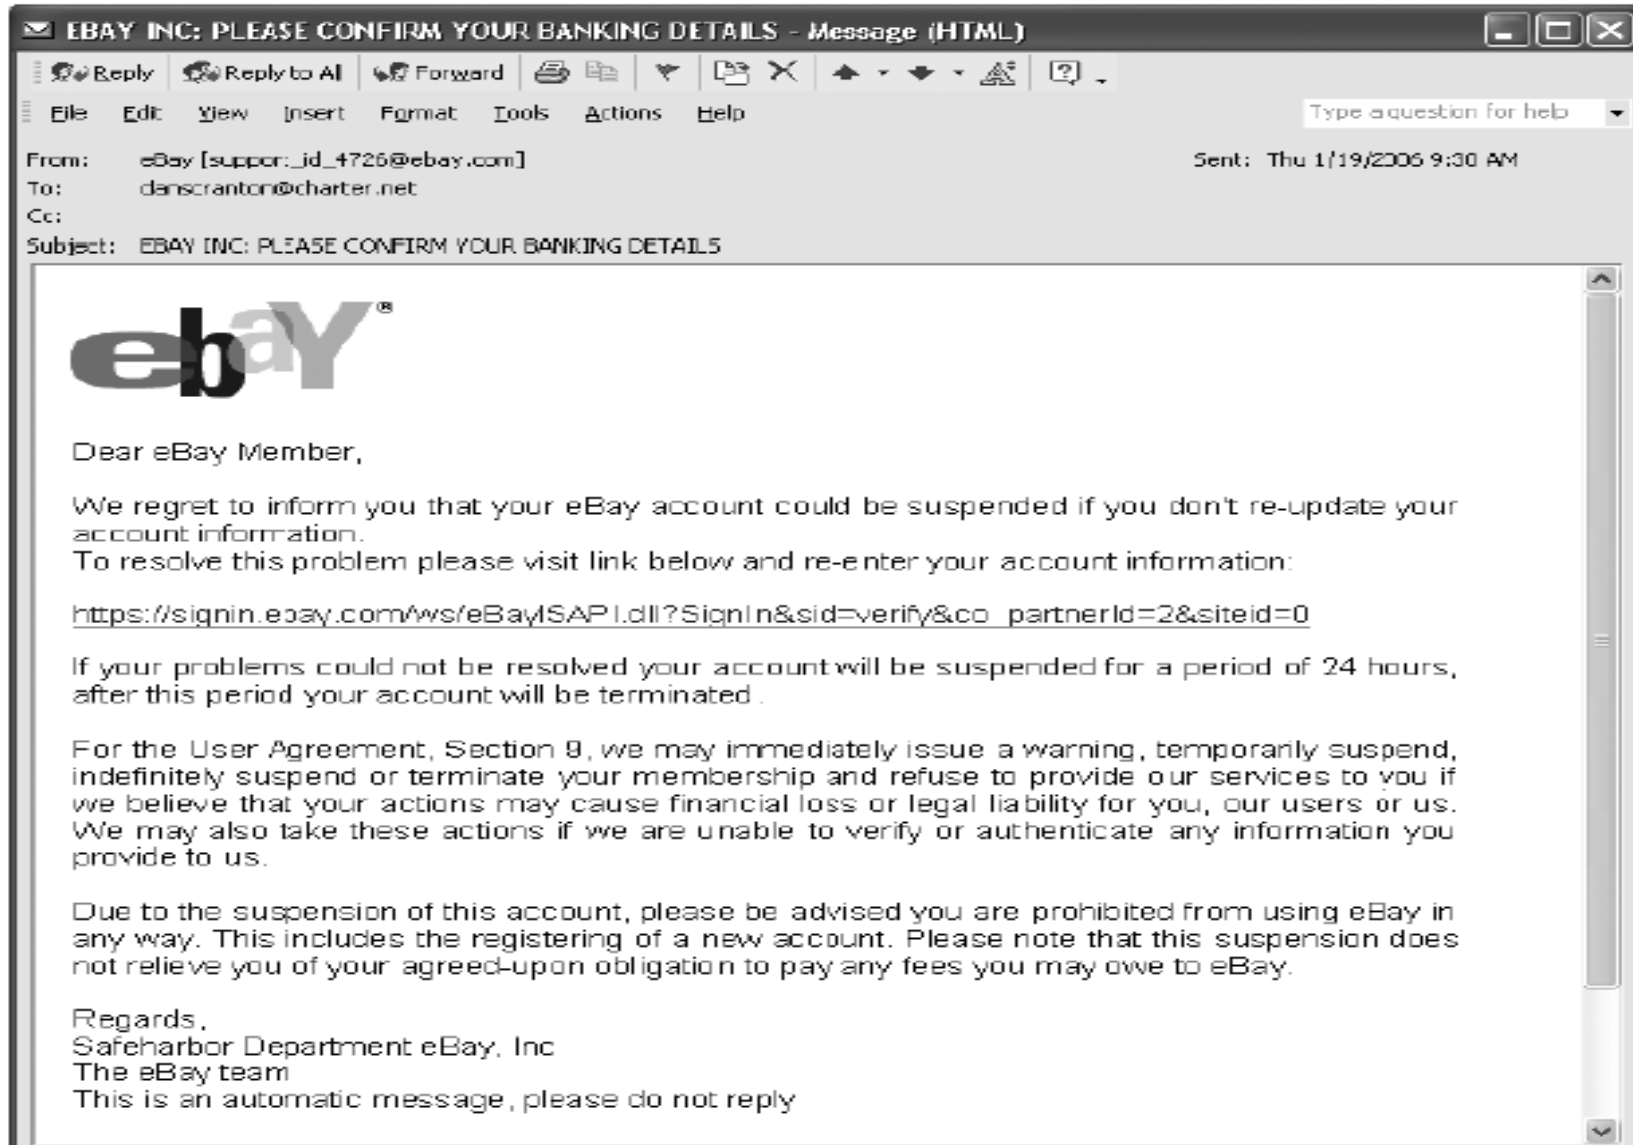 EBAY INC: PLEASE CONFIRM YOUR BANKING DETAILS - Message (HTML)
Reply Reply to All Forward
File Edit View Insert Format Tools Actions Help Type a question for help
From: eBay [support_id_4726@ebay.com] Sent: Thu 1/19/2006 9:30 AM
To: danscranton@charter.net
Cc:
Subject: EBAY INC: PLEASE CONFIRM YOUR BANKING DETAILS
ebaY®
Dear eBay Member,
We regret to inform you that your eBay account could be suspended if you don't re-update your
account information.
To resolve this problem please visit link below and re-enter your account information:
https://signin.ebay.com/ws/eBayISAPI.dll?SignIn&sid=verify&co_partnerId=2&siteid=0
If your problems could not be resolved your account will be suspended for a period of 24 hours,
after this period your account will be terminated.
For the User Agreement, Section 9, we may immediately issue a warning, temporarily suspend,
indefinitely suspend or terminate your membership and refuse to provide our services to you if
we believe that your actions may cause financial loss or legal liability for you, our users or us.
We may also take these actions if we are unable to verify or authenticate any information you
provide to us.
Due to the suspension of this account, please be advised you are prohibited from using eBay in
any way. This includes the registering of a new account. Please note that this suspension does
not relieve you of your agreed-upon obligation to pay any fees you may owe to eBay.
Regards,
Safeharbor Department eBay, Inc
The eBay team
This is an automatic message, please do not reply